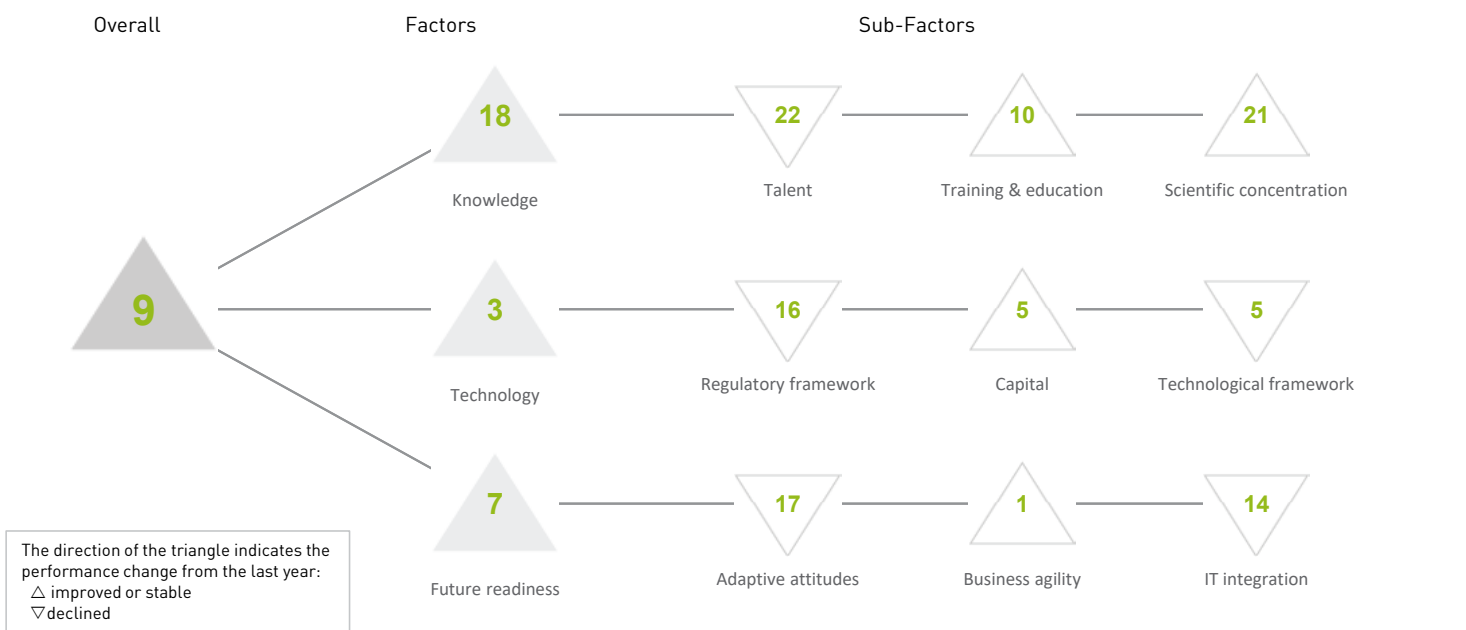 Overall
Factors
Sub-Factors
18
22
10
21
Knowledge
Talent
Training & education
Scientific concentration
9
3
16
5
5
Technology
Regulatory framework
Capital
Technological framework
7
17
1
14
Future readiness
Adaptive attitudes
Business agility
IT integration
The direction of the triangle indicates the
performance change from the last year:
△ improved or stable
▽ declined